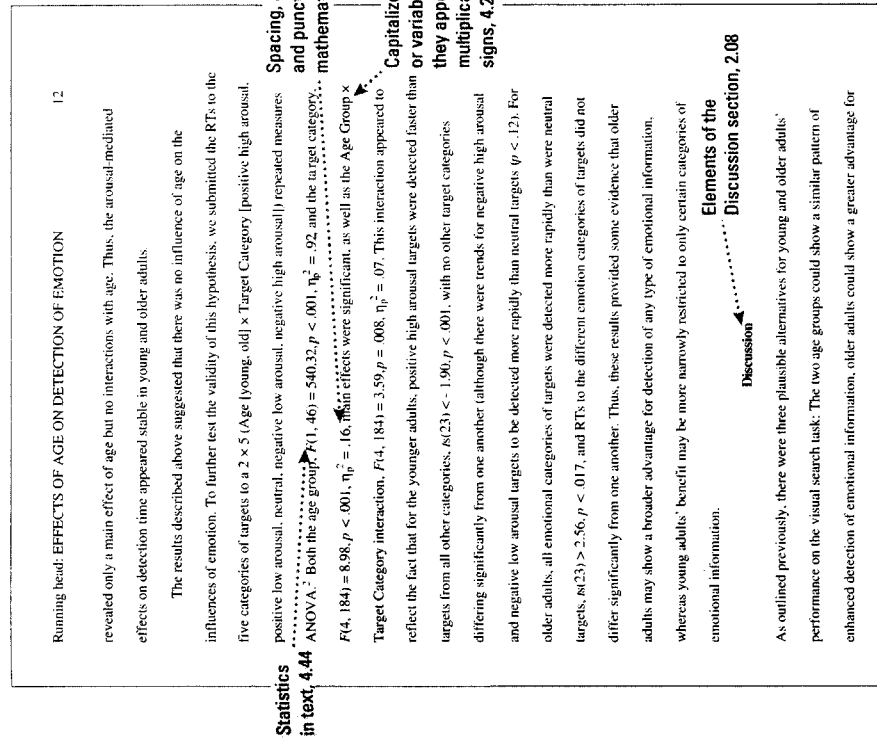 Running head: EFFECTS OF AGE ON DETECTION OF EMOTION 12
revealed only a main effect of age but no interactions with age. Thus, the arousal-mediated
effects on detection time appeared stable in young and older adults.
The results described above suggested that there was no influence of age on the
influences of emotion. To further test the validity of this hypothesis, we submitted the RTs to the
five categories of targets to a 2 × 5 (Age [young, old] × Target Category [positive high arousal,
positive low arousal, neutral, negative low arousal, negative high arousal]) repeated measures
ANOVA.² Both the age group, F(1, 46) = 540.32, p < .001, ηp² = .92, and the target category,
F(4, 184) = 8.98, p < .001, ηp² = .16, main effects were significant, as well as the Age Group ×
Target Category interaction, F(4, 184) = 3.59, p = .008, ηp² = .07. This interaction appeared to
reflect the fact that for the younger adults, positive high arousal targets were detected faster than
targets from all other categories, ts(23) < - 1.90, p < .001, with no other target categories
differing significantly from one another (although there were trends for negative high arousal
and negative low arousal targets to be detected more rapidly than neutral targets (p < .12). For
older adults, all emotional categories of targets were detected more rapidly than were neutral
targets, ts(23) > 2.56, p < .017, and RTs to the different emotion categories of targets did not
differ significantly from one another. Thus, these results provided some evidence that older
adults may show a broader advantage for detection of any type of emotional information,
whereas young adults' benefit may be more narrowly restricted to only certain categories of
emotional information.
Discussion
As outlined previously, there were three plausible alternatives for young and older adults'
performance on the visual search task: The two age groups could show a similar pattern of
enhanced detection of emotional information, older adults could show a greater advantage for
Statistics
in text, 4.44
Spacing,
and
mathema
Capitalize
or variab
they appe
multiplica
signs, 4.2
Elements of the
Discussion section, 2.08